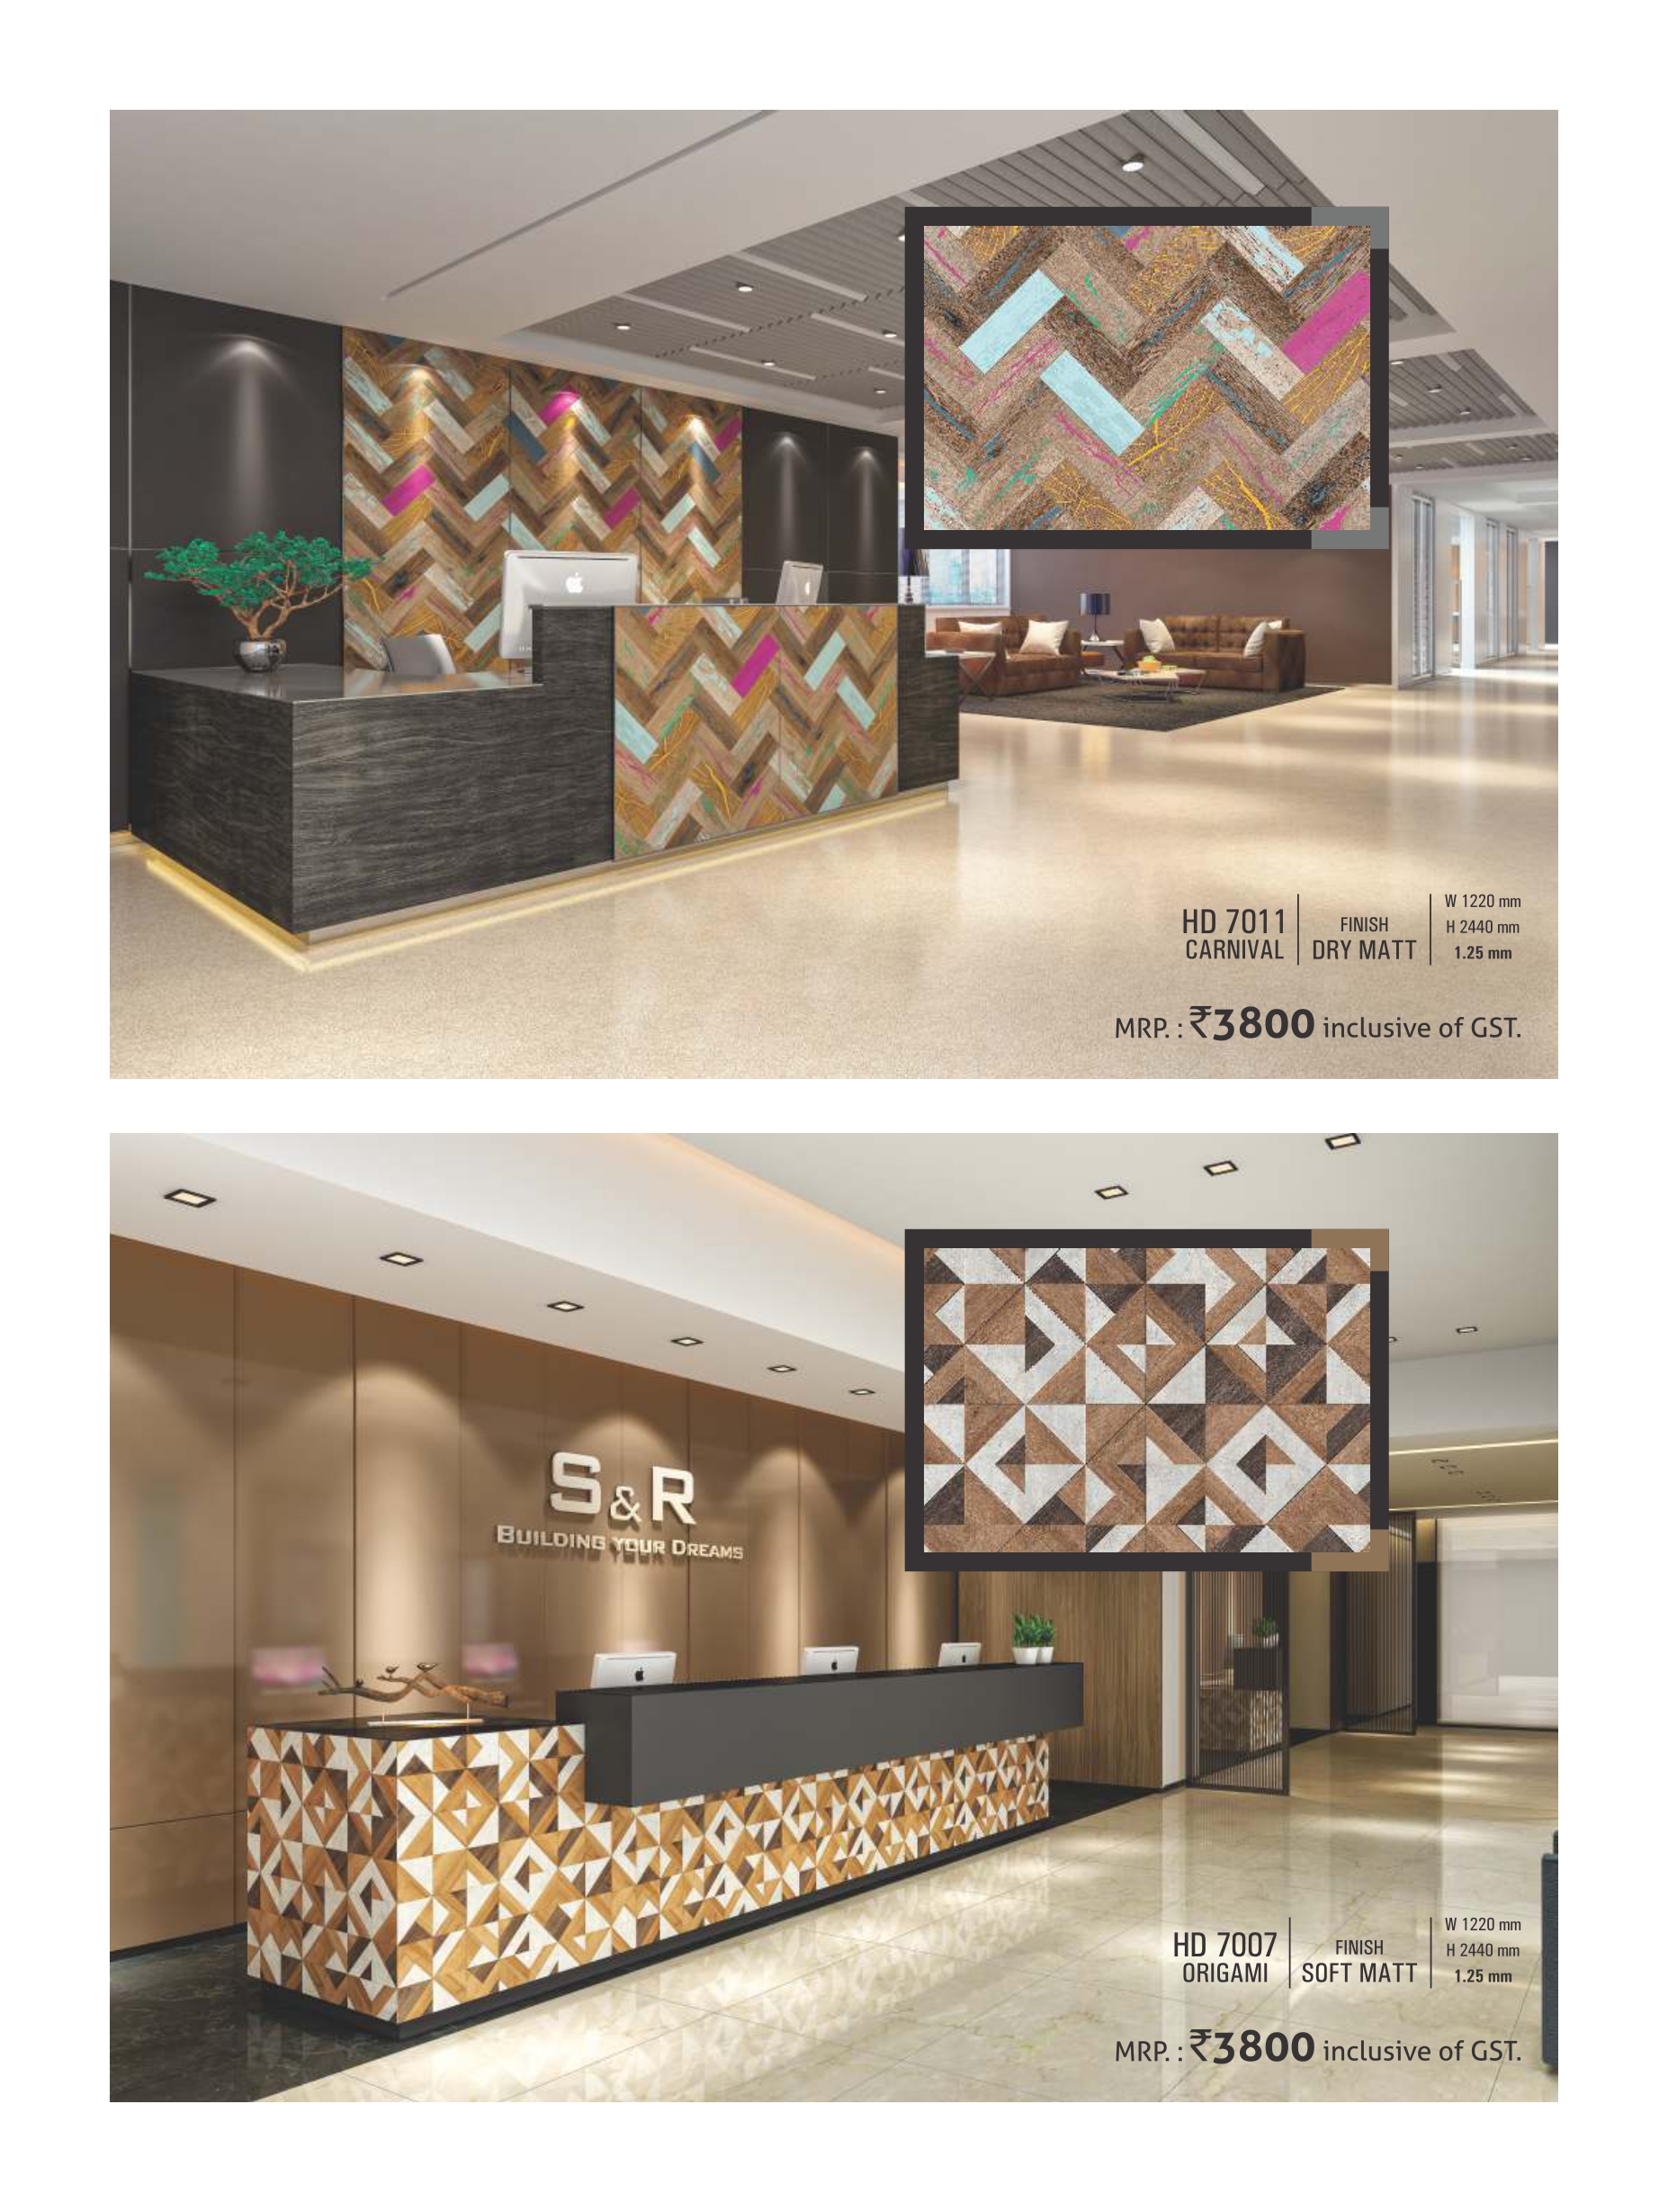 HD 7011
CARNIVAL
FINISH
DRY MATT
W 1220 mm
H 2440 mm
1.25 mm
MRP. : ₹3800 inclusive of GST.
S & R
BUILDING YOUR DREAMS
HD 7007
ORIGAMI
FINISH
SOFT MATT
W 1220 mm
H 2440 mm
1.25 mm
MRP. : ₹3800 inclusive of GST.